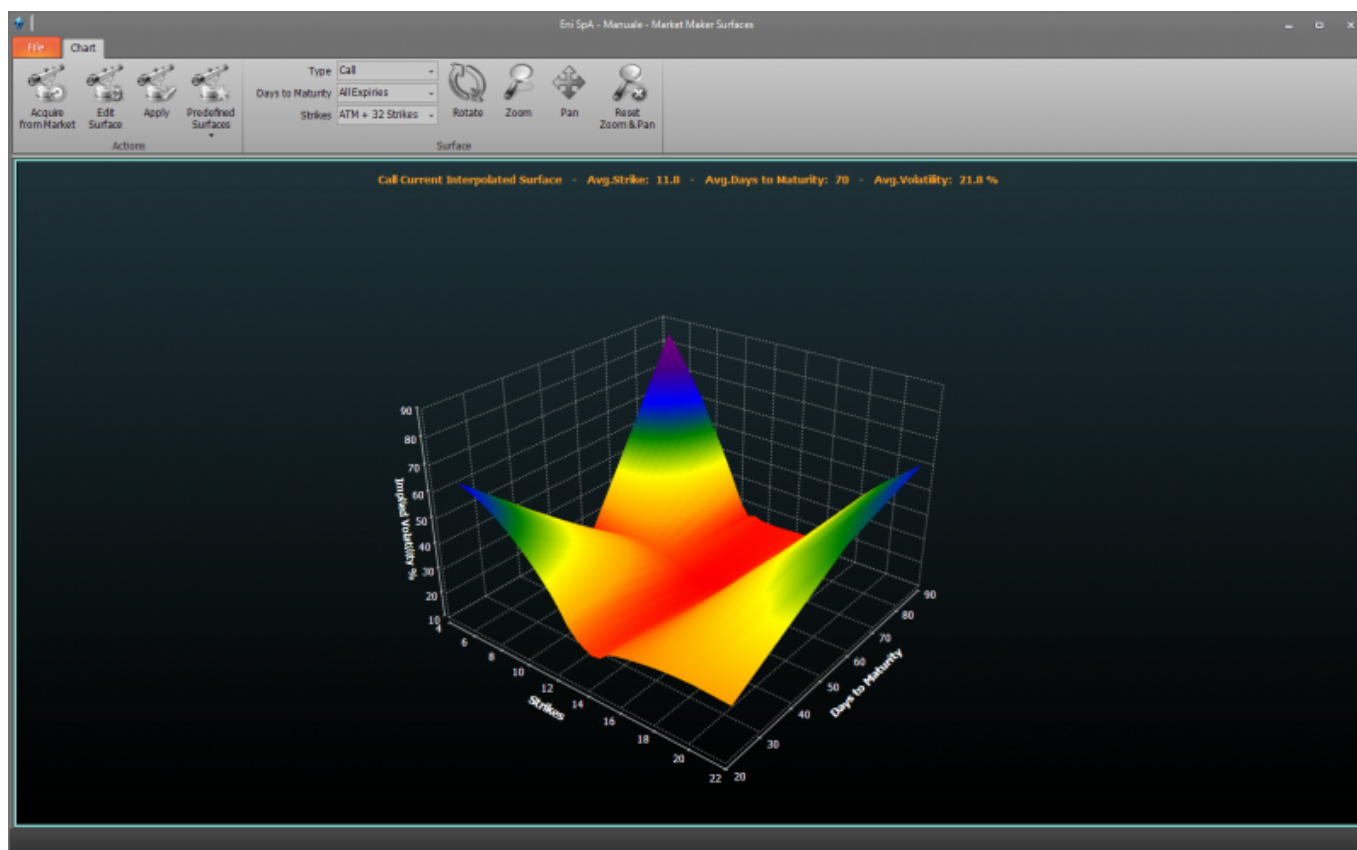 Eni SpA - Manuale - Market Maker Surfaces
File Chart
Type Call
Days to Maturity All Expiries
Strikes ATM + 32 Strikes
Acquire from Market
Edit Surface
Apply
Predefined Surfaces
Rotate
Zoom
Pan
Reset Zoom & Pan
Actions
Surface
Call Current Interpolated Surface - Avg.Strike: 11.8 - Avg.Days to Maturity: 70 - Avg.Volatility: 21.8 %
90
80
70
60
50
40
30
20
10
Implied Volatility %
4
6
8
10
12
14
16
18
20
22
Strikes
20
30
40
50
60
70
80
90
Days to Maturity